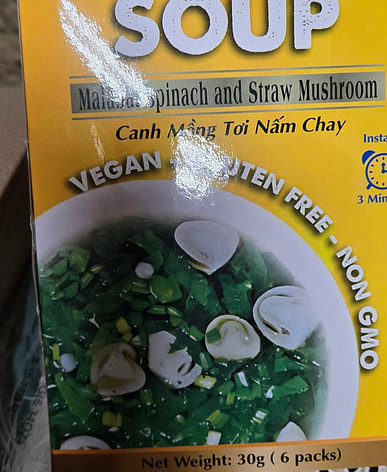 SOUP
Malabar Spinach and Straw Mushroom
Canh Mồng Tơi Nấm Chay
Insta
3 Min
VEGAN - GLUTEN FREE - NON GMO
Net Weight: 30g ( 6 packs)